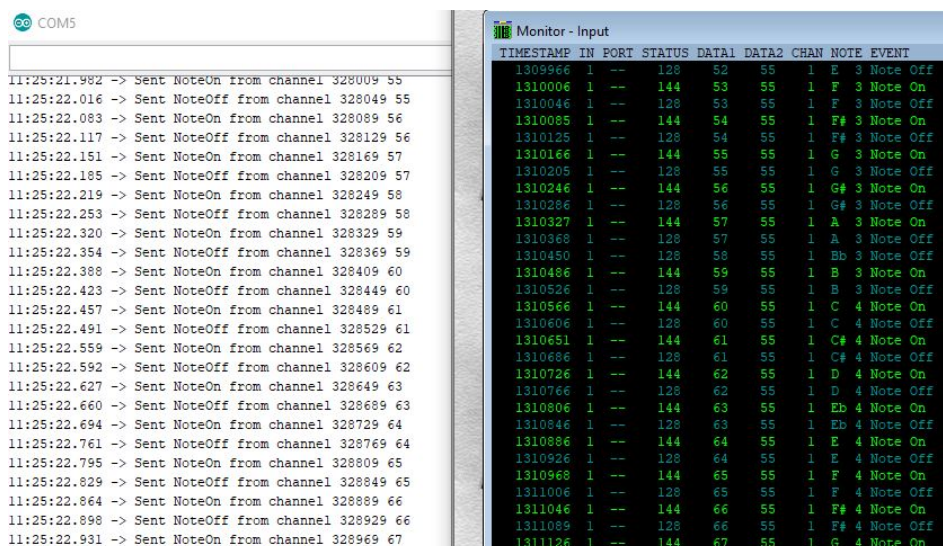 COM5
11:25:21.982 -> Sent NoteOn from channel 328009 55
11:25:22.016 -> Sent NoteOff from channel 328049 55
11:25:22.083 -> Sent NoteOn from channel 328089 56
11:25:22.117 -> Sent NoteOff from channel 328129 56
11:25:22.151 -> Sent NoteOn from channel 328169 57
11:25:22.185 -> Sent NoteOff from channel 328209 57
11:25:22.219 -> Sent NoteOn from channel 328249 58
11:25:22.253 -> Sent NoteOff from channel 328289 58
11:25:22.320 -> Sent NoteOn from channel 328329 59
11:25:22.354 -> Sent NoteOff from channel 328369 59
11:25:22.388 -> Sent NoteOn from channel 328409 60
11:25:22.423 -> Sent NoteOff from channel 328449 60
11:25:22.457 -> Sent NoteOn from channel 328489 61
11:25:22.491 -> Sent NoteOff from channel 328529 61
11:25:22.559 -> Sent NoteOn from channel 328569 62
11:25:22.592 -> Sent NoteOff from channel 328609 62
11:25:22.627 -> Sent NoteOn from channel 328649 63
11:25:22.660 -> Sent NoteOff from channel 328689 63
11:25:22.694 -> Sent NoteOn from channel 328729 64
11:25:22.761 -> Sent NoteOff from channel 328769 64
11:25:22.795 -> Sent NoteOn from channel 328809 65
11:25:22.829 -> Sent NoteOff from channel 328849 65
11:25:22.864 -> Sent NoteOn from channel 328889 66
11:25:22.898 -> Sent NoteOff from channel 328929 66
11:25:22.931 -> Sent NoteOn from channel 328969 67
Monitor - Input
TIMESTAMP IN PORT STATUS DATA1 DATA2 CHAN NOTE EVENT
1309966 1 -- 128 52 55 1 E 3 Note Off
1310006 1 -- 144 53 55 1 F 3 Note On
1310046 1 -- 128 53 55 1 F 3 Note Off
1310085 1 -- 144 54 55 1 F# 3 Note On
1310125 1 -- 128 54 55 1 F# 3 Note Off
1310166 1 -- 144 55 55 1 G 3 Note On
1310205 1 -- 128 55 55 1 G 3 Note Off
1310246 1 -- 144 56 55 1 G# 3 Note On
1310286 1 -- 128 56 55 1 G# 3 Note Off
1310327 1 -- 144 57 55 1 A 3 Note On
1310368 1 -- 128 57 55 1 A 3 Note Off
1310450 1 -- 128 58 55 1 Bb 3 Note Off
1310486 1 -- 144 59 55 1 B 3 Note On
1310526 1 -- 128 59 55 1 B 3 Note Off
1310566 1 -- 144 60 55 1 C 4 Note On
1310606 1 -- 128 60 55 1 C 4 Note Off
1310651 1 -- 144 61 55 1 C# 4 Note On
1310686 1 -- 128 61 55 1 C# 4 Note Off
1310726 1 -- 144 62 55 1 D 4 Note On
1310766 1 -- 128 62 55 1 D 4 Note Off
1310806 1 -- 144 63 55 1 Eb 4 Note On
1310846 1 -- 128 63 55 1 Eb 4 Note Off
1310886 1 -- 144 64 55 1 E 4 Note On
1310926 1 -- 128 64 55 1 E 4 Note Off
1310968 1 -- 144 65 55 1 F 4 Note On
1311006 1 -- 128 65 55 1 F 4 Note Off
1311046 1 -- 144 66 55 1 F# 4 Note On
1311089 1 -- 128 66 55 1 F# 4 Note Off
1311126 1 -- 144 67 55 1 G 4 Note On